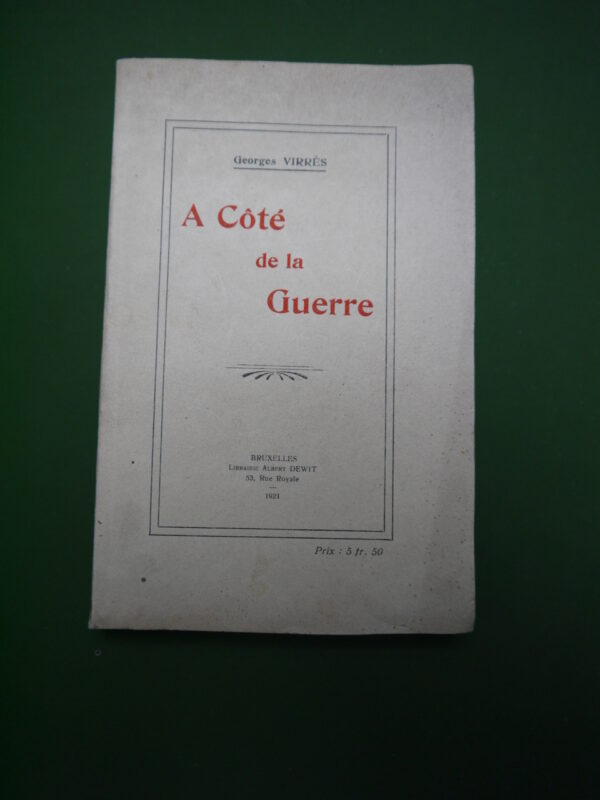 Georges VIRRÈS
A Côté
de la
Guerre
BRUXELLES
LIBRAIRIE ALBERT DEWIT
53, Rue Royale
1921
Prix : 5 fr. 50